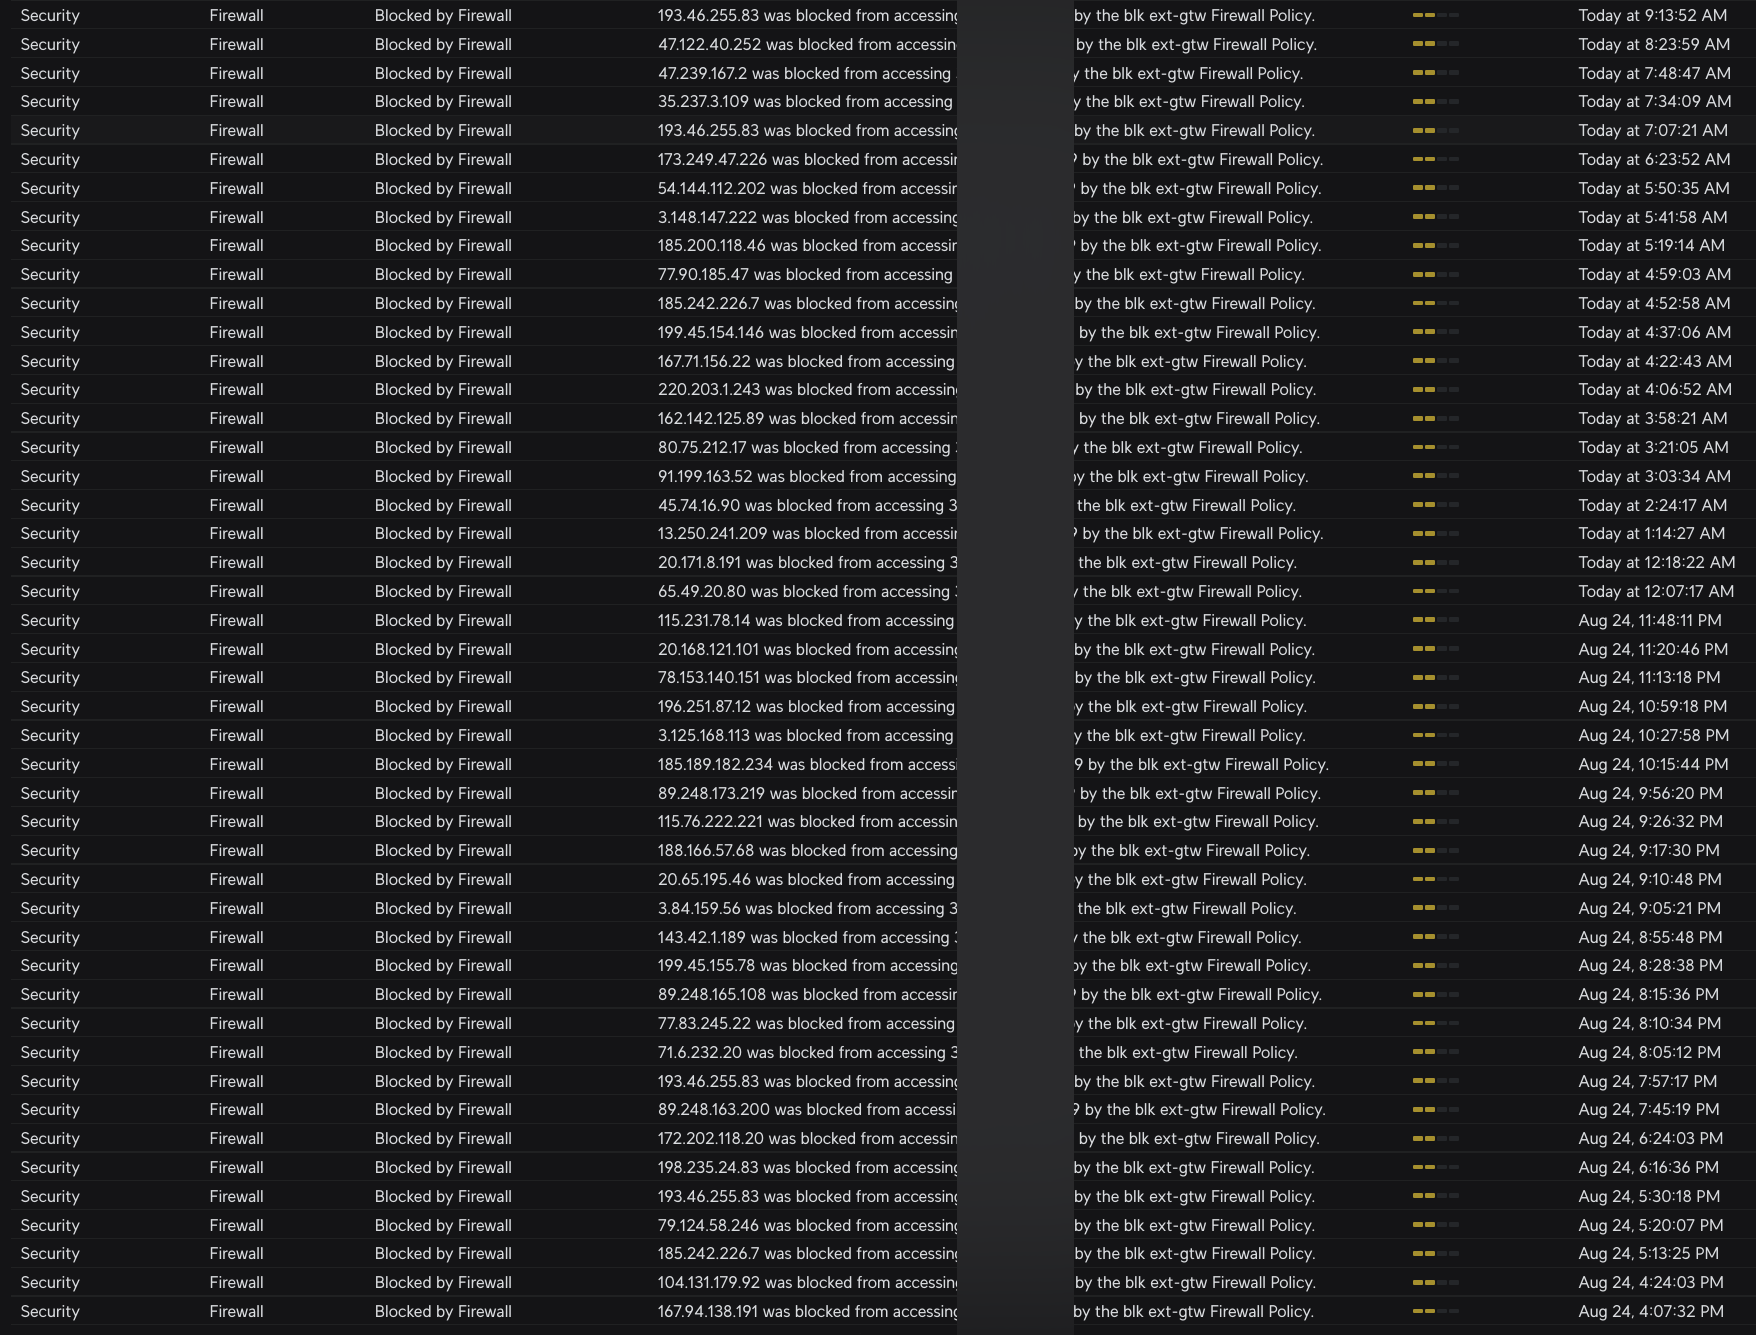 Security Firewall Blocked by Firewall 193.46.255.83 was blocked from accessing by the blk ext-gtw Firewall Policy. Today at 9:13:52 AM
Security Firewall Blocked by Firewall 47.122.40.252 was blocked from accessin by the blk ext-gtw Firewall Policy. Today at 8:23:59 AM
Security Firewall Blocked by Firewall 47.239.167.2 was blocked from accessing the blk ext-gtw Firewall Policy. Today at 7:48:47 AM
Security Firewall Blocked by Firewall 35.237.3.109 was blocked from accessing y the blk ext-gtw Firewall Policy. Today at 7:34:09 AM
Security Firewall Blocked by Firewall 193.46.255.83 was blocked from accessing by the blk ext-gtw Firewall Policy. Today at 7:07:21 AM
Security Firewall Blocked by Firewall 173.249.47.226 was blocked from accessin 9 by the blk ext-gtw Firewall Policy. Today at 6:23:52 AM
Security Firewall Blocked by Firewall 54.144.112.202 was blocked from accessin by the blk ext-gtw Firewall Policy. Today at 5:50:35 AM
Security Firewall Blocked by Firewall 3.148.147.222 was blocked from accessing by the blk ext-gtw Firewall Policy. Today at 5:41:58 AM
Security Firewall Blocked by Firewall 185.200.118.46 was blocked from accessin by the blk ext-gtw Firewall Policy. Today at 5:19:14 AM
Security Firewall Blocked by Firewall 77.90.185.47 was blocked from accessing y the blk ext-gtw Firewall Policy. Today at 4:59:03 AM
Security Firewall Blocked by Firewall 185.242.226.7 was blocked from accessing by the blk ext-gtw Firewall Policy. Today at 4:52:58 AM
Security Firewall Blocked by Firewall 199.45.154.146 was blocked from accessin by the blk ext-gtw Firewall Policy. Today at 4:37:06 AM
Security Firewall Blocked by Firewall 167.71.156.22 was blocked from accessing y the blk ext-gtw Firewall Policy. Today at 4:22:43 AM
Security Firewall Blocked by Firewall 220.203.1.243 was blocked from accessing by the blk ext-gtw Firewall Policy. Today at 4:06:52 AM
Security Firewall Blocked by Firewall 162.142.125.89 was blocked from accessin by the blk ext-gtw Firewall Policy. Today at 3:58:21 AM
Security Firewall Blocked by Firewall 80.75.212.17 was blocked from accessing the blk ext-gtw Firewall Policy. Today at 3:21:05 AM
Security Firewall Blocked by Firewall 91.199.163.52 was blocked from accessing by the blk ext-gtw Firewall Policy. Today at 3:03:34 AM
Security Firewall Blocked by Firewall 45.74.16.90 was blocked from accessing 3 the blk ext-gtw Firewall Policy. Today at 2:24:17 AM
Security Firewall Blocked by Firewall 13.250.241.209 was blocked from accessin 9 by the blk ext-gtw Firewall Policy. Today at 1:14:27 AM
Security Firewall Blocked by Firewall 20.171.8.191 was blocked from accessing 3 the blk ext-gtw Firewall Policy. Today at 12:18:22 AM
Security Firewall Blocked by Firewall 65.49.20.80 was blocked from accessing the blk ext-gtw Firewall Policy. Today at 12:07:17 AM
Security Firewall Blocked by Firewall 115.231.78.14 was blocked from accessing y the blk ext-gtw Firewall Policy. Aug 24, 11:48:11 PM
Security Firewall Blocked by Firewall 20.168.121.101 was blocked from accessing by the blk ext-gtw Firewall Policy. Aug 24, 11:20:46 PM
Security Firewall Blocked by Firewall 78.153.140.151 was blocked from accessing by the blk ext-gtw Firewall Policy. Aug 24, 11:13:18 PM
Security Firewall Blocked by Firewall 196.251.87.12 was blocked from accessing y the blk ext-gtw Firewall Policy. Aug 24, 10:59:18 PM
Security Firewall Blocked by Firewall 3.125.168.113 was blocked from accessing y the blk ext-gtw Firewall Policy. Aug 24, 10:27:58 PM
Security Firewall Blocked by Firewall 185.189.182.234 was blocked from accessi 9 by the blk ext-gtw Firewall Policy. Aug 24, 10:15:44 PM
Security Firewall Blocked by Firewall 89.248.173.219 was blocked from accessin by the blk ext-gtw Firewall Policy. Aug 24, 9:56:20 PM
Security Firewall Blocked by Firewall 115.76.222.221 was blocked from accessin by the blk ext-gtw Firewall Policy. Aug 24, 9:26:32 PM
Security Firewall Blocked by Firewall 188.166.57.68 was blocked from accessing by the blk ext-gtw Firewall Policy. Aug 24, 9:17:30 PM
Security Firewall Blocked by Firewall 20.65.195.46 was blocked from accessing y the blk ext-gtw Firewall Policy. Aug 24, 9:10:48 PM
Security Firewall Blocked by Firewall 3.84.159.56 was blocked from accessing 3 the blk ext-gtw Firewall Policy. Aug 24, 9:05:21 PM
Security Firewall Blocked by Firewall 143.42.1.189 was blocked from accessing the blk ext-gtw Firewall Policy. Aug 24, 8:55:48 PM
Security Firewall Blocked by Firewall 199.45.155.78 was blocked from accessing by the blk ext-gtw Firewall Policy. Aug 24, 8:28:38 PM
Security Firewall Blocked by Firewall 89.248.165.108 was blocked from accessin by the blk ext-gtw Firewall Policy. Aug 24, 8:15:36 PM
Security Firewall Blocked by Firewall 77.83.245.22 was blocked from accessing y the blk ext-gtw Firewall Policy. Aug 24, 8:10:34 PM
Security Firewall Blocked by Firewall 71.6.232.20 was blocked from accessing 3 the blk ext-gtw Firewall Policy. Aug 24, 8:05:12 PM
Security Firewall Blocked by Firewall 193.46.255.83 was blocked from accessing by the blk ext-gtw Firewall Policy. Aug 24, 7:57:17 PM
Security Firewall Blocked by Firewall 89.248.163.200 was blocked from accessi 9 by the blk ext-gtw Firewall Policy. Aug 24, 7:45:19 PM
Security Firewall Blocked by Firewall 172.202.118.20 was blocked from accessin by the blk ext-gtw Firewall Policy. Aug 24, 6:24:03 PM
Security Firewall Blocked by Firewall 198.235.24.83 was blocked from accessing by the blk ext-gtw Firewall Policy. Aug 24, 6:16:36 PM
Security Firewall Blocked by Firewall 193.46.255.83 was blocked from accessing by the blk ext-gtw Firewall Policy. Aug 24, 5:30:18 PM
Security Firewall Blocked by Firewall 79.124.58.246 was blocked from accessing by the blk ext-gtw Firewall Policy. Aug 24, 5:20:07 PM
Security Firewall Blocked by Firewall 185.242.226.7 was blocked from accessing by the blk ext-gtw Firewall Policy. Aug 24, 5:13:25 PM
Security Firewall Blocked by Firewall 104.131.179.92 was blocked from accessing by the blk ext-gtw Firewall Policy. Aug 24, 4:24:03 PM
Security Firewall Blocked by Firewall 167.94.138.191 was blocked from accessing by the blk ext-gtw Firewall Policy. Aug 24, 4:07:32 PM